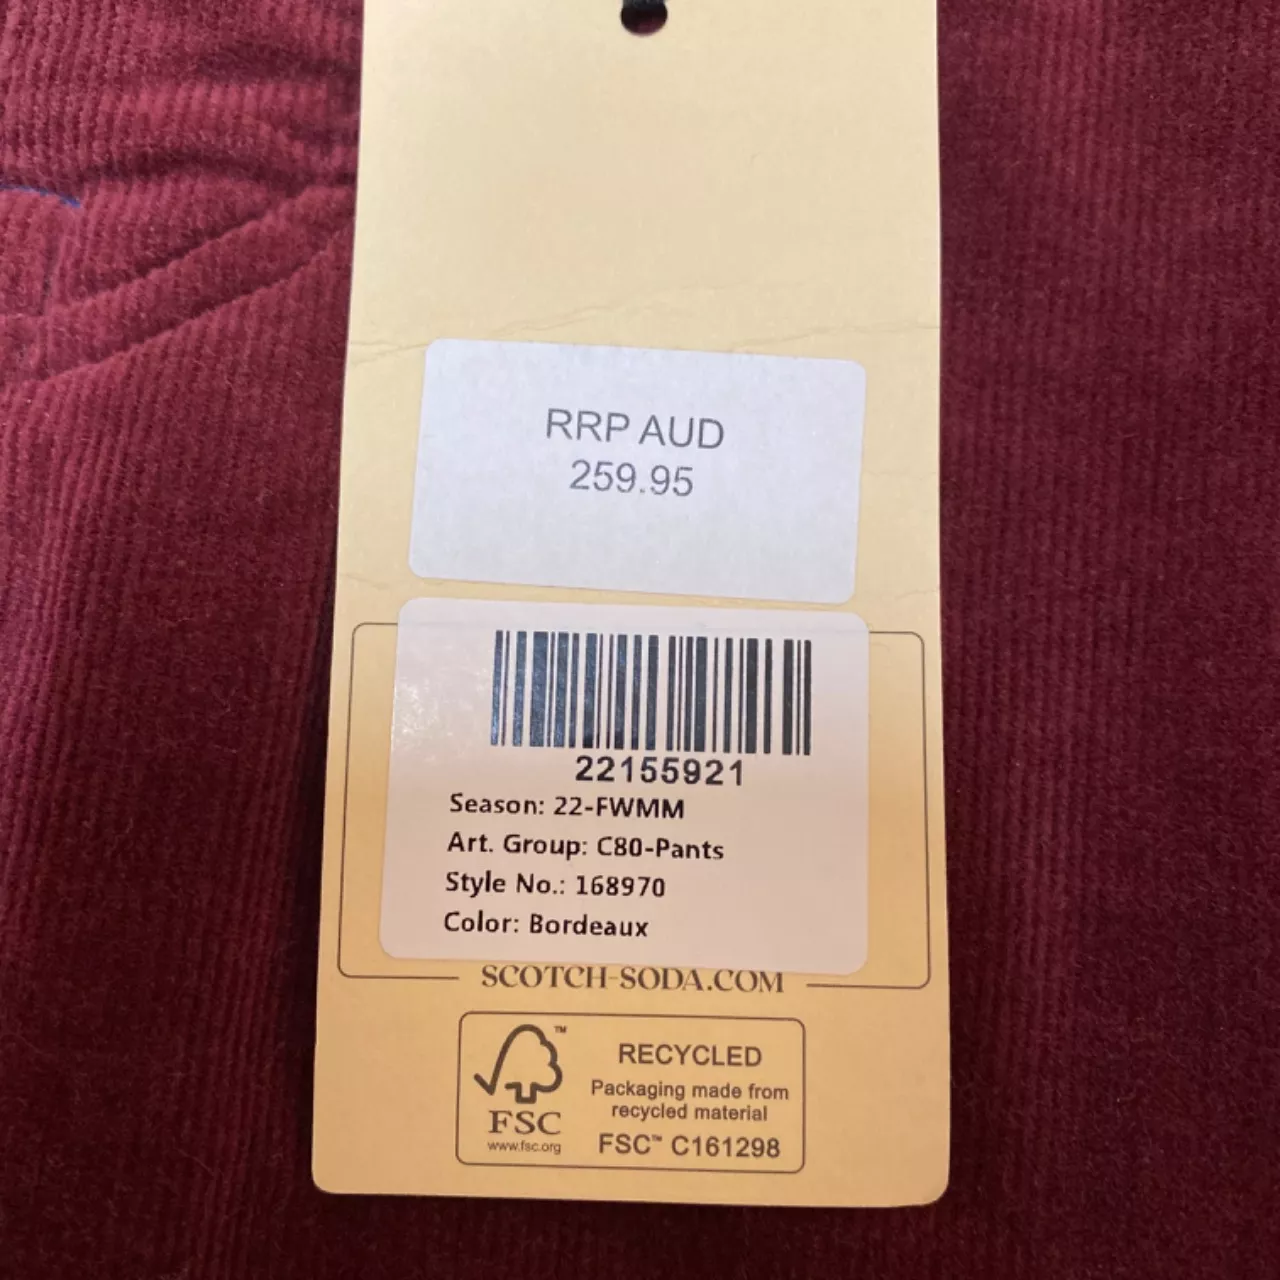 RRP AUD
259.95
22155921
Season: 22-FWMM
Art. Group: C80-Pants
Style No.: 168970
Color: Bordeaux
SCOTCH-SODA.COM
FSC
www.fsc.org
™
RECYCLED
Packaging made from
recycled material
FSC™ C161298